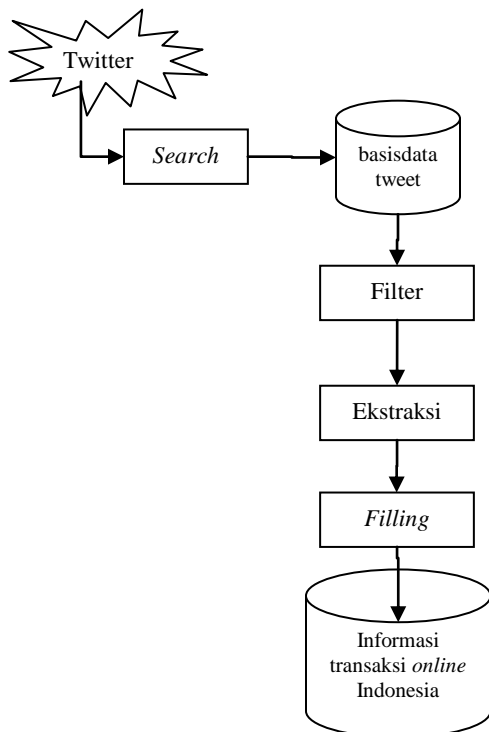 Twitter
Search
basisdata
tweet
Filter
Ekstraksi
Filling
Informasi
transaksi online
Indonesia